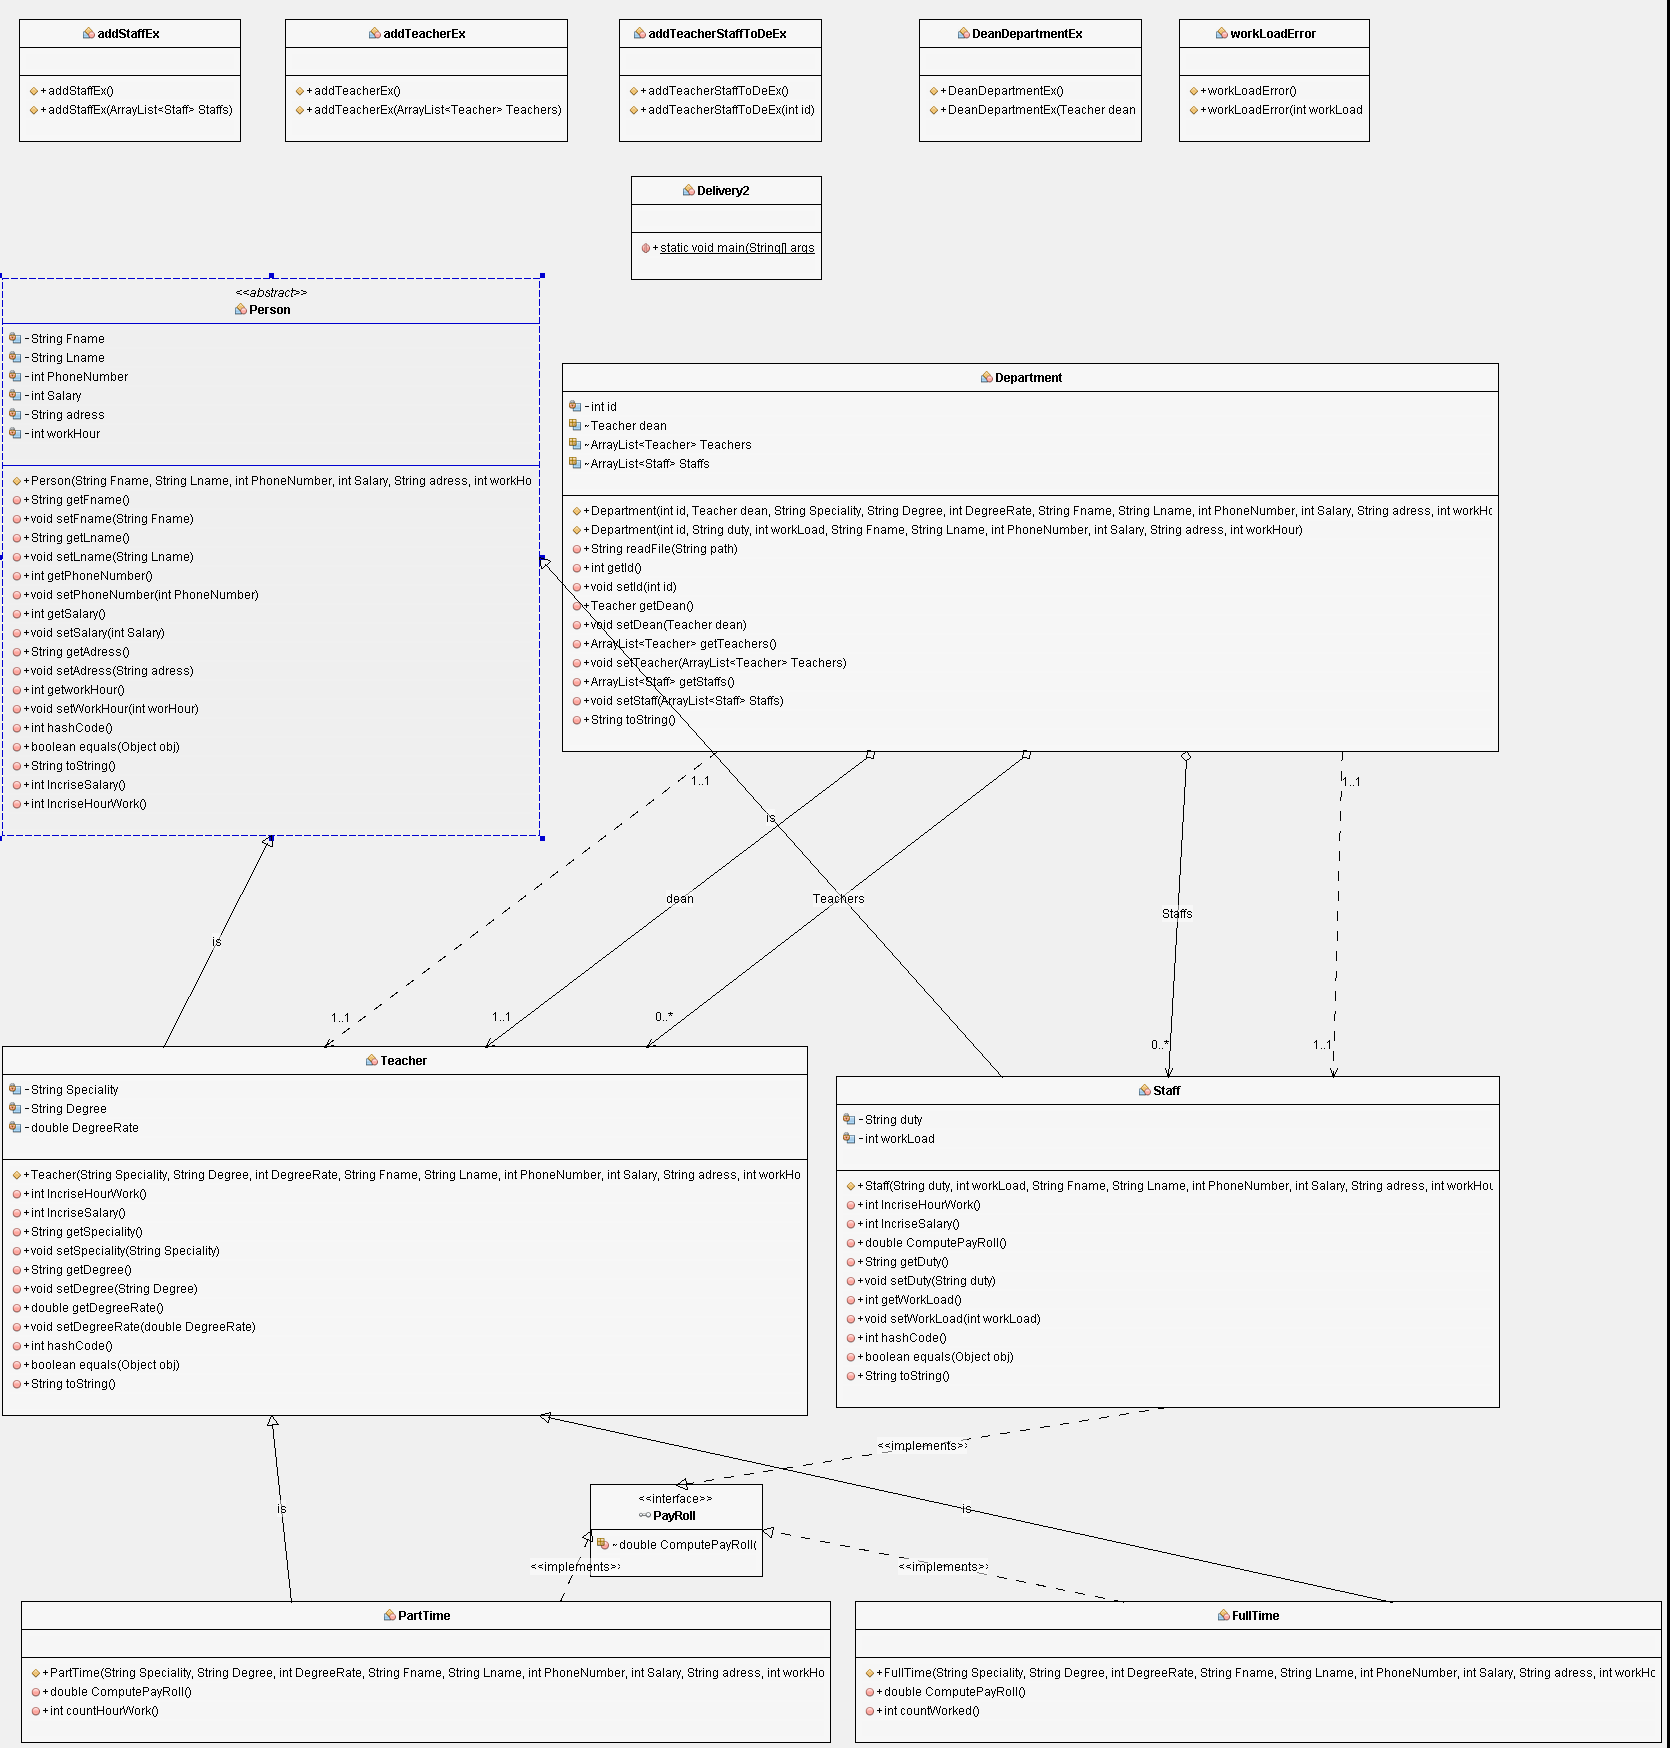 addStaffEx
+ addStaffEx()
+ addStaffEx(ArrayList<Staff> Staffs)
addTeacherEx
+ addTeacherEx()
+ addTeacherEx(ArrayList<Teacher> Teachers)
addTeacherStaffToDeEx
+ addTeacherStaffToDeEx()
+ addTeacherStaffToDeEx(int id)
DeanDepartmentEx
+ DeanDepartmentEx()
+ DeanDepartmentEx(Teacher dean
workLoadError
+ workLoadError()
+ workLoadError(int workLoad
Delivery2
+ static void main(String[] args
<<abstract>>
Person
- String Fname
- String Lname
- int PhoneNumber
- int Salary
- String adress
- int workHour
+ Person(String Fname, String Lname, int PhoneNumber, int Salary, String adress, int workHo
+ String getFname()
+ void setFname(String Fname)
+ String getLname()
+ void setLname(String Lname)
+ int getPhoneNumber()
+ void setPhoneNumber(int PhoneNumber)
+ int getSalary()
+ void setSalary(int Salary)
+ String getAdress()
+ void setAdress(String adress)
+ int getworkHour()
+ void setWorkHour(int worHour)
+ int hashCode()
+ boolean equals(Object obj)
+ String toString()
+ int IncriseSalary()
+ int IncriseHourWork()
Department
- int id
~ Teacher dean
~ ArrayList<Teacher> Teachers
~ ArrayList<Staff> Staffs
+ Department(int id, Teacher dean, String Speciality, String Degree, int DegreeRate, String Fname, String Lname, int PhoneNumber, int Salary, String adress, int workHo
+ Department(int id, String duty, int workLoad, String Fname, String Lname, int PhoneNumber, int Salary, String adress, int workHour)
+ String readFile(String path)
+ int getId()
+ void setId(int id)
+ Teacher getDean()
+ void setDean(Teacher dean)
+ ArrayList<Teacher> getTeachers()
+ void setTeacher(ArrayList<Teacher> Teachers)
+ ArrayList<Staff> getStaffs()
+ void setStaff(ArrayList<Staff> Staffs)
+ String toString()
1..1
1..1
is
dean
Teachers
Staffs
is
1..1
1..1
0..*
0..*
1..1
Teacher
- String Speciality
- String Degree
- double DegreeRate
+ Teacher(String Speciality, String Degree, int DegreeRate, String Fname, String Lname, int PhoneNumber, int Salary, String adress, int workHo
+ int IncriseHourWork()
+ int IncriseSalary()
+ String getSpeciality()
+ void setSpeciality(String Speciality)
+ String getDegree()
+ void setDegree(String Degree)
+ double getDegreeRate()
+ void setDegreeRate(double DegreeRate)
+ int hashCode()
+ boolean equals(Object obj)
+ String toString()
Staff
- String duty
- int workLoad
+ Staff(String duty, int workLoad, String Fname, String Lname, int PhoneNumber, int Salary, String adress, int workHou
+ int IncriseHourWork()
+ int IncriseSalary()
+ double ComputePayRoll()
+ String getDuty()
+ void setDuty(String duty)
+ int getWorkLoad()
+ void setWorkLoad(int workLoad)
+ int hashCode()
+ boolean equals(Object obj)
+ String toString()
<<implements>>
is
is
<<interface>>
PayRoll
~ double ComputePayRoll(
<<implements>>
<<implements>>
PartTime
+ PartTime(String Speciality, String Degree, int DegreeRate, String Fname, String Lname, int PhoneNumber, int Salary, String adress, int workHo
+ double ComputePayRoll()
+ int countHourWork()
FullTime
+ FullTime(String Speciality, String Degree, int DegreeRate, String Fname, String Lname, int PhoneNumber, int Salary, String adress, int workHo
+ double ComputePayRoll()
+ int countWorked()